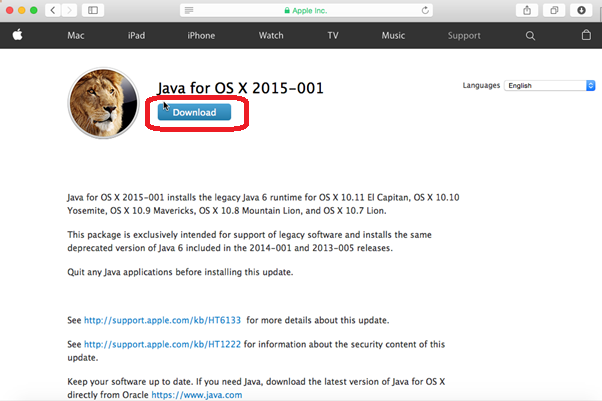 Apple Inc.
Mac iPad iPhone Watch TV Music Support
Java for OS X 2015-001
Download
Languages English
Java for OS X 2015-001 installs the legacy Java 6 runtime for OS X 10.11 El Capitan, OS X 10.10
Yosemite, OS X 10.9 Mavericks, OS X 10.8 Mountain Lion, and OS X 10.7 Lion.
This package is exclusively intended for support of legacy software and installs the same
deprecated version of Java 6 included in the 2014-001 and 2013-005 releases.
Quit any Java applications before installing this update.
See http://support.apple.com/kb/HT6133 for more details about this update.
See http://support.apple.com/kb/HT1222 for information about the security content of this
update.
Keep your software up to date. If you need Java, download the latest version of Java for OS X
directly from Oracle https://www.java.com